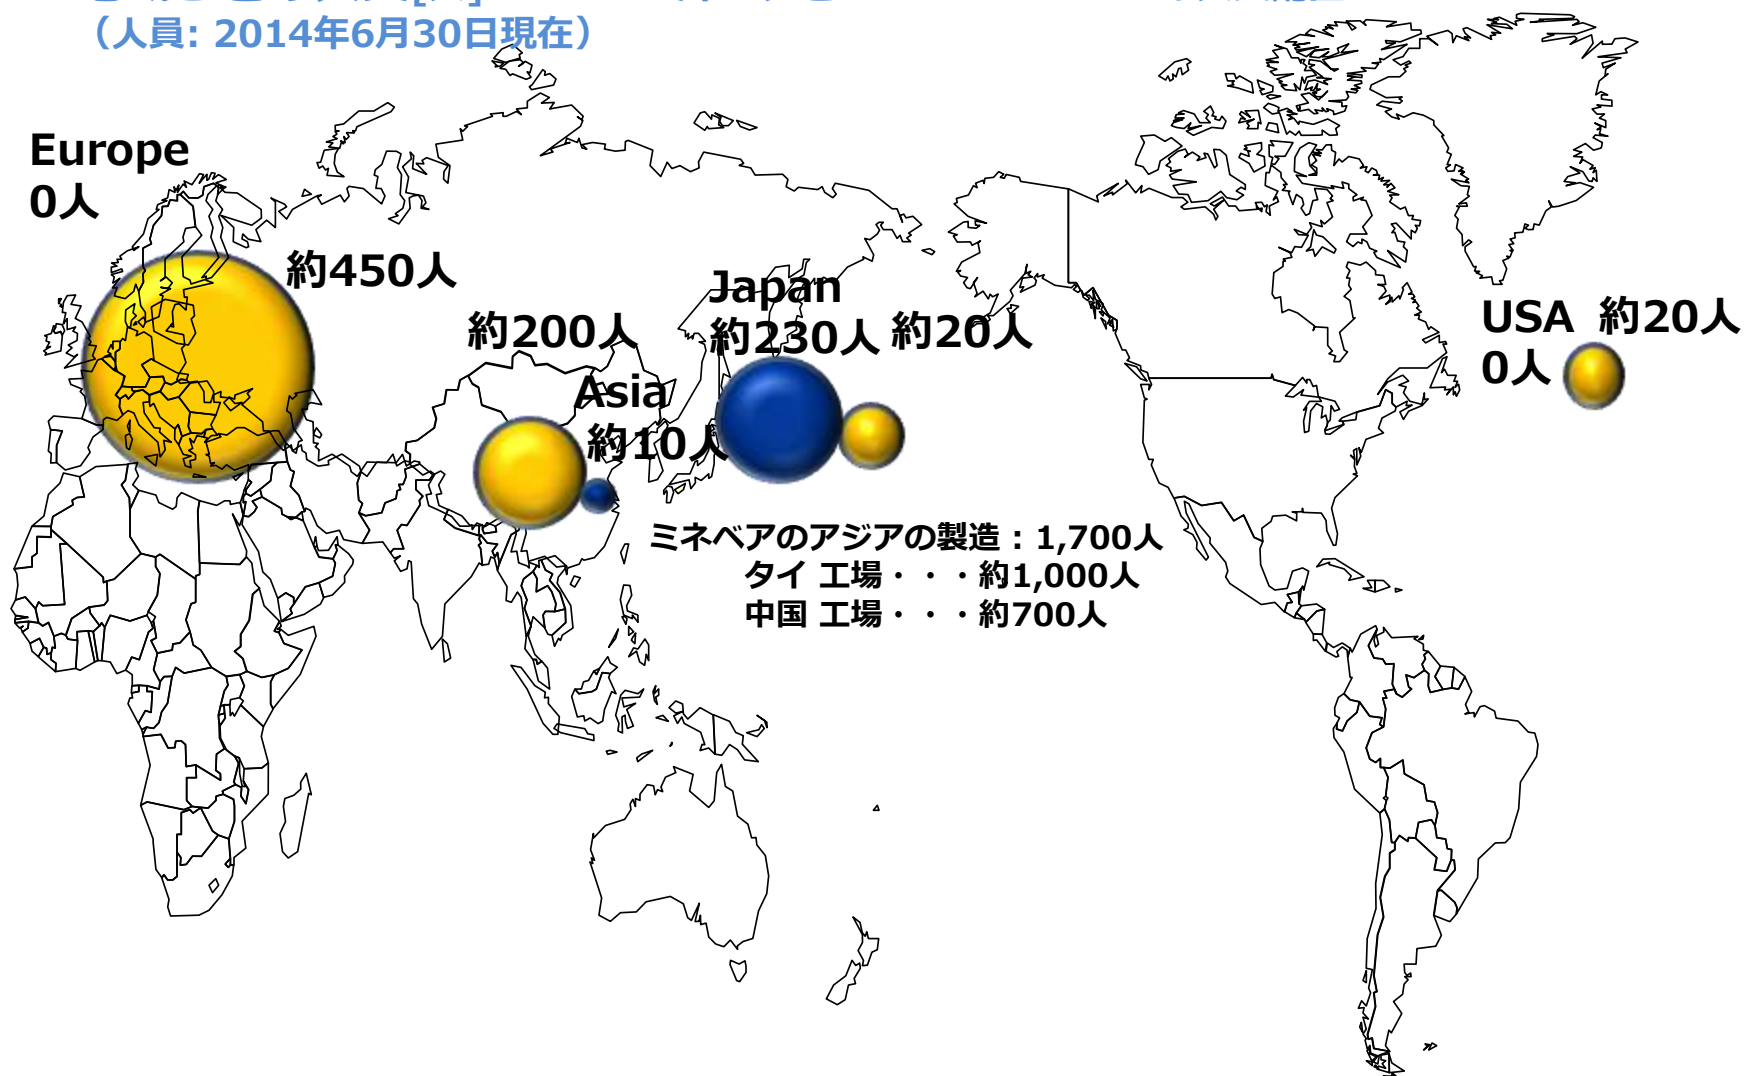 （人員: 2014年6月30日現在）
Europe
0人
約450人
約200人
Asia
約10人
Japan
約230人
約20人
USA 約20人
0人
ミネベアのアジアの製造：1,700人
タイ 工場・・・約1,000人
中国 工場・・・約700人